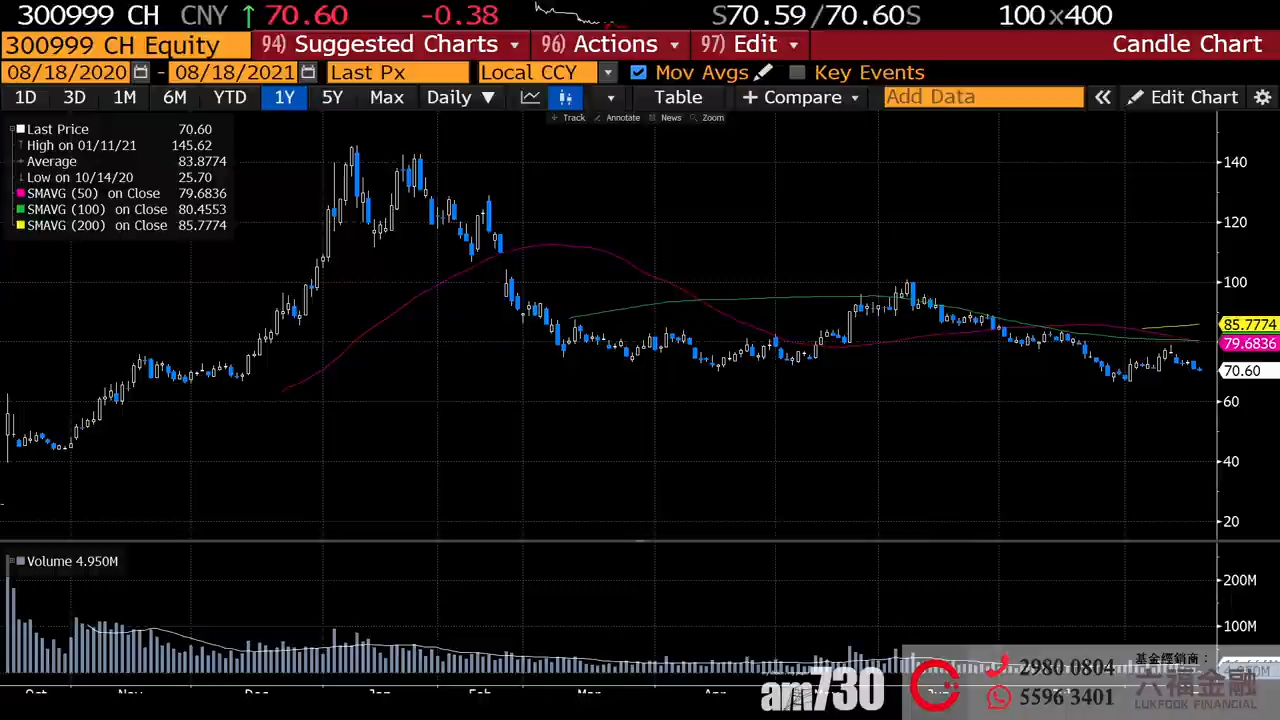 300999 CH CNY ↑ 70.60 -0.38 S70.59/70.60S 100x400
300999 CH Equity 94) Suggested Charts 96) Actions 97) Edit Candle Chart
08/18/2020 - 08/18/2021 Last Px Local CCY Mov Avgs Key Events
1D 3D 1M 6M YTD 1Y 5Y Max Daily ▼ Table + Compare Add Data « Edit Chart
Track Annotate News Zoom
Last Price 70.60
High on 01/11/21 145.62
Average 83.8774
Low on 10/14/20 25.70
SMAVG (50) on Close 79.6836
SMAVG (100) on Close 80.4553
SMAVG (200) on Close 85.7774
140
120
100
85.7774
79.6836
70.60
60
40
20
Volume 4.950M
200M
100M
4.950M
Oct Nov Dec Jan Feb Mar Apr
am730
2980 0804
5596 3401
基金經銷商：
六福金融
LUKFOOK FINANCIAL